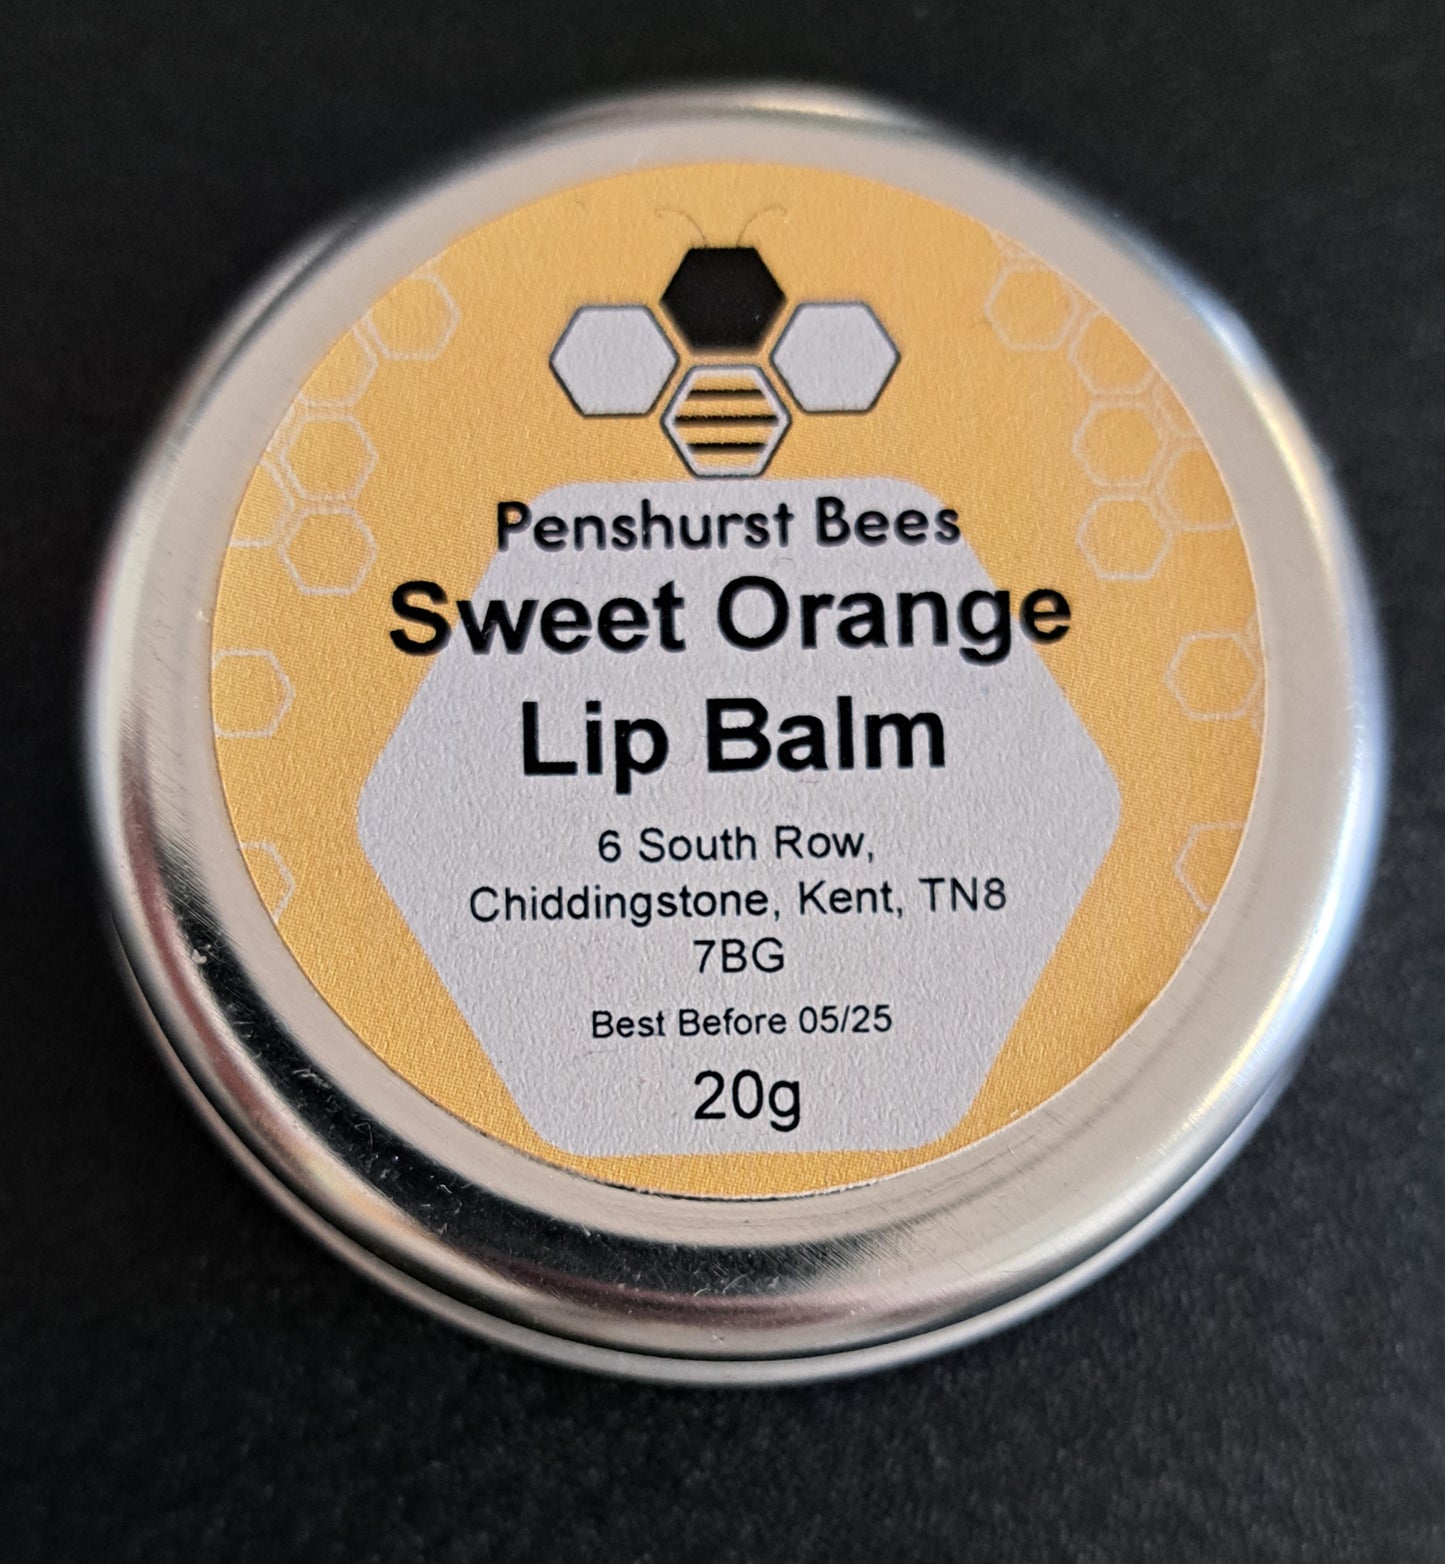 Penshurst Bees
Sweet Orange
Lip Balm
6 South Row,
Chiddingstone, Kent, TN8
7BG
Best Before 05/25
20g